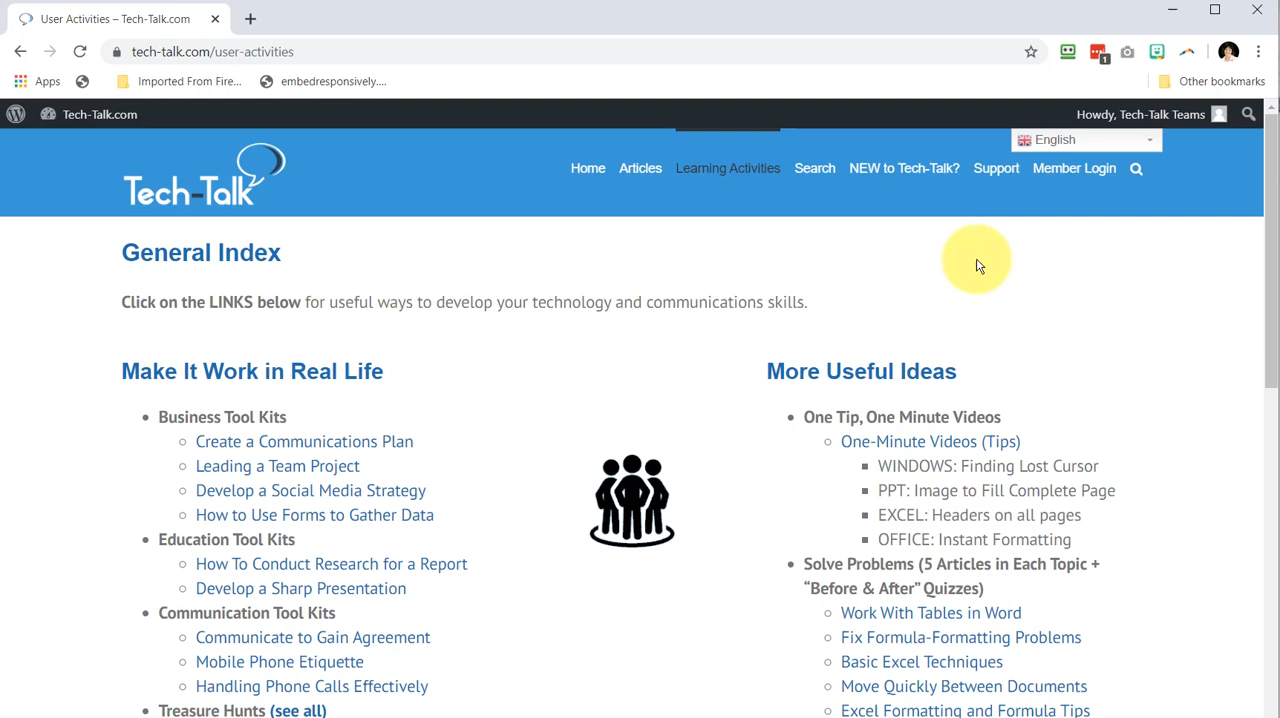 User Activities – Tech-Talk.com
tech-talk.com/user-activities
1
Apps
Imported From Fire...
embedresponsively....
Other bookmarks
Tech-Talk.com
Howdy, Tech-Talk Teams
English
Tech-Talk
Home Articles Learning Activities Search NEW to Tech-Talk? Support Member Login
General Index
Click on the LINKS below for useful ways to develop your technology and communications skills.
Make It Work in Real Life
Business Tool Kits
Create a Communications Plan
Leading a Team Project
Develop a Social Media Strategy
How to Use Forms to Gather Data
Education Tool Kits
How To Conduct Research for a Report
Develop a Sharp Presentation
Communication Tool Kits
Communicate to Gain Agreement
Mobile Phone Etiquette
Handling Phone Calls Effectively
Treasure Hunts (see all)
More Useful Ideas
One Tip, One Minute Videos
One-Minute Videos (Tips)
WINDOWS: Finding Lost Cursor
PPT: Image to Fill Complete Page
EXCEL: Headers on all pages
OFFICE: Instant Formatting
Solve Problems (5 Articles in Each Topic +
“Before & After” Quizzes)
Work With Tables in Word
Fix Formula-Formatting Problems
Basic Excel Techniques
Move Quickly Between Documents
Excel Formatting and Formula Tips